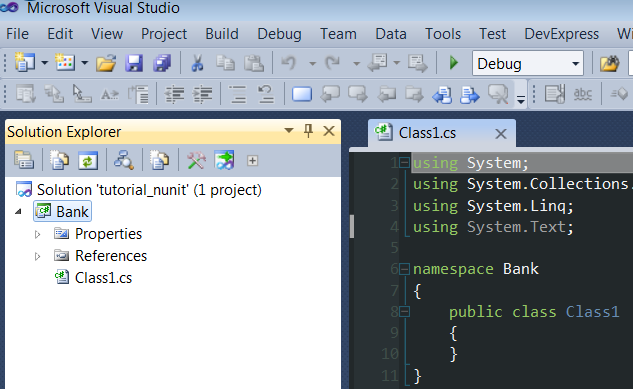 Microsoft Visual Studio
File Edit View Project Build Debug Team Data Tools Test DevExpress Wi
Debug
abc
Solution Explorer
Solution 'tutorial_nunit' (1 project)
Bank
Properties
References
Class1.cs
Class1.cs
1 using System;
2 using System.Collections.
3 using System.Linq;
4 using System.Text;
5
6 namespace Bank
7 {
8 public class Class1
9 {
10 }
11 }